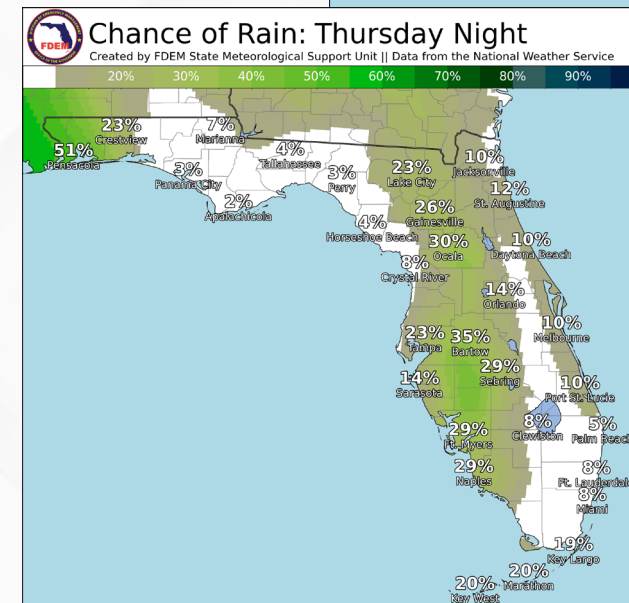 Chance of Rain: Thursday Night
Created by FDEM State Meteorological Support Unit || Data from the National Weather Service
FDEM
20% 30% 40% 50% 60% 70% 80% 90%
23%
Crestview
7%
Marianna
51%
Pensacola
4%
Tallahassee
3%
Panama City
3%
Perry
23%
Lake City
10%
Jacksonville
2%
Apalachicola
12%
St. Augustine
26%
Gainesville
4%
Horseshoe Beach
30%
Ocala
10%
Daytona Beach
8%
Crystal River
14%
Orlando
23%
Tampa
35%
Bartow
10%
Melbourne
29%
Sebring
14%
Sarasota
10%
Port St. Lucie
8%
Clewiston
5%
Palm Beach
29%
Ft. Myers
29%
Naples
8%
Ft. Lauderdale
8%
Miami
19%
Key Largo
20%
Marathon
20%
Key West